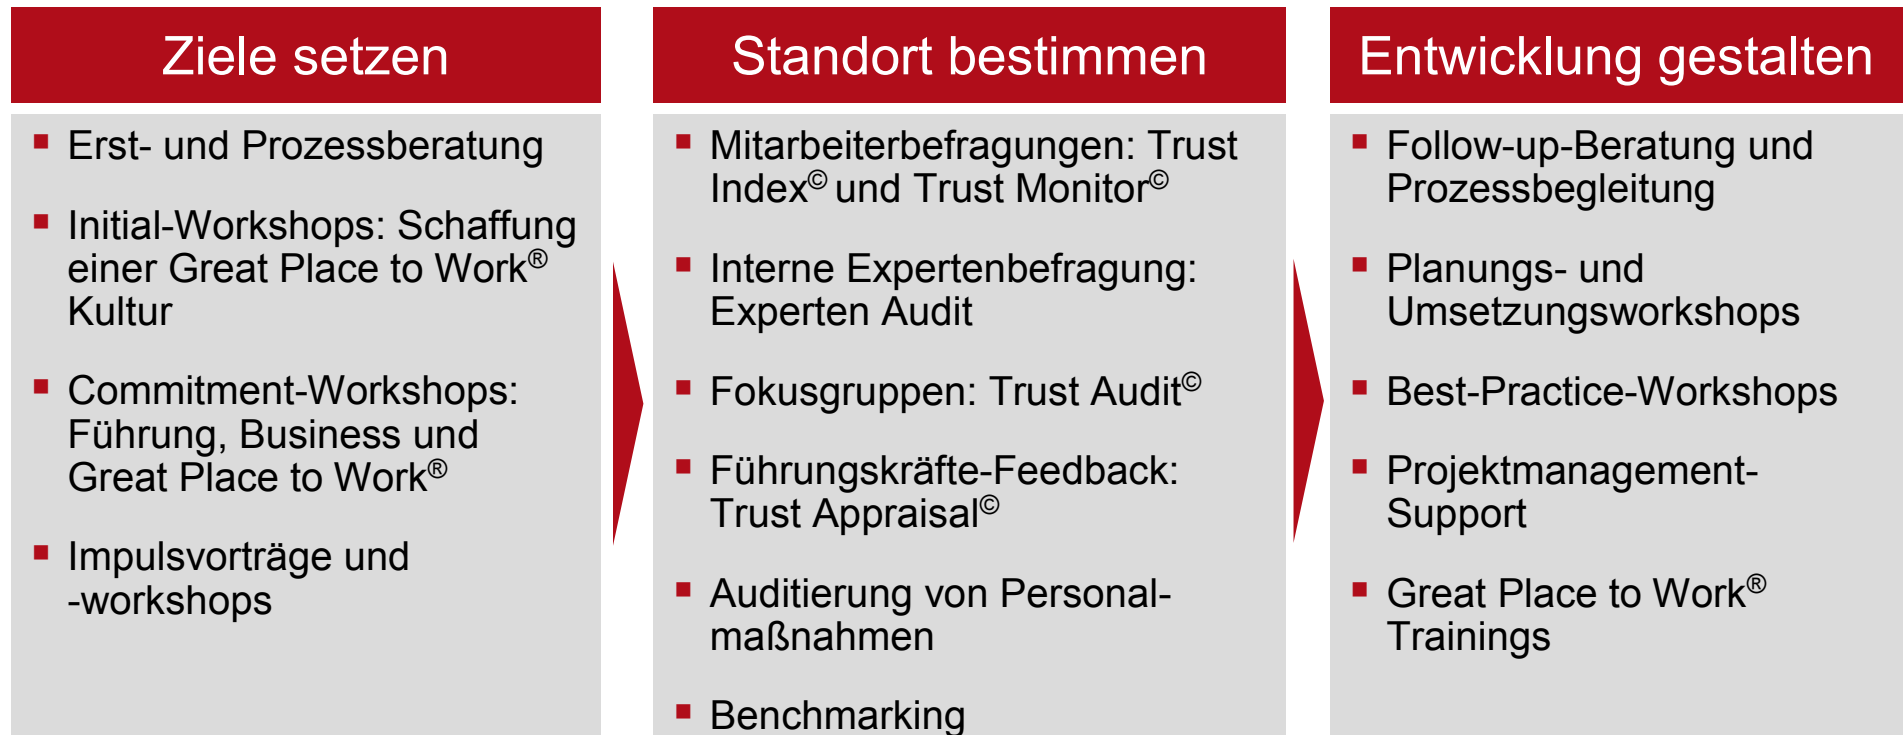 Ziele setzen
Erst- und Prozessberatung
Initial-Workshops: Schaffung
einer Great Place to Work®
Kultur
Commitment-Workshops:
Führung, Business und
Great Place to Work®
Impulsvorträge und
-workshops
Standort bestimmen
Mitarbeiterbefragungen: Trust
Index© und Trust Monitor©
Interne Expertenbefragung:
Experten Audit
Fokusgruppen: Trust Audit©
Führungskräfte-Feedback:
Trust Appraisal©
Auditierung von Personal-
maßnahmen
Benchmarking
Entwicklung gestalten
Follow-up-Beratung und
Prozessbegleitung
Planungs- und
Umsetzungsworkshops
Best-Practice-Workshops
Projektmanagement-
Support
Great Place to Work®
Trainings